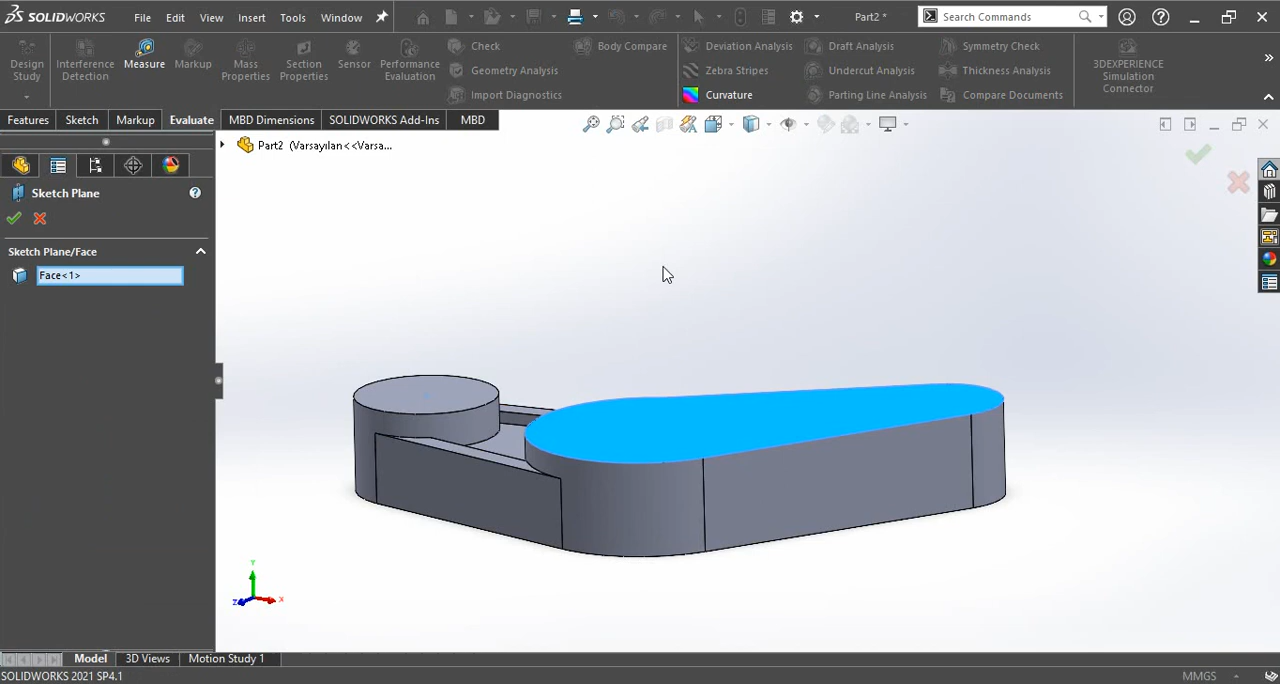 SOLIDWORKS
File Edit View Insert Tools Window
Part2 *
Search Commands
Design Study
Interference Detection
Measure
Markup
Mass Properties
Section Properties
Sensor
Performance Evaluation
Check
Geometry Analysis
Import Diagnostics
Body Compare
Deviation Analysis
Zebra Stripes
Curvature
Draft Analysis
Undercut Analysis
Parting Line Analysis
Symmetry Check
Thickness Analysis
Compare Documents
3DEXPERIENCE Simulation Connector
Features Sketch Markup Evaluate MBD Dimensions SOLIDWORKS Add-Ins MBD
Part2 (Varsayılan<<Varsa...
Sketch Plane
Sketch Plane/Face
Face<1>
Y
Z
X
Model 3D Views Motion Study 1
SOLIDWORKS 2021 SP4.1
MMGS